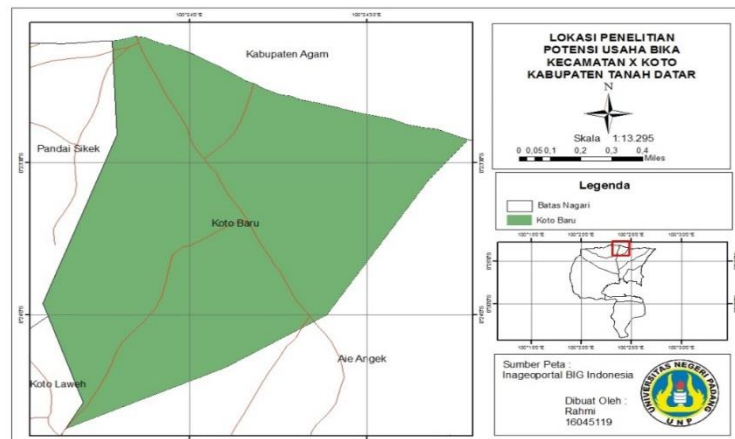 Kabupaten Agam
Pandai Sikek
Koto Baru
Koto Laweh
Aie Angek
LOKASI PENELITIAN
POTENSI USAHA BIKA
KECAMATAN X KOTO
KABUPATEN TANAH DATAR
N
Skala 1:13.295
0 0,05 0,1 0,2 0,3 0,4
Miles
Legenda
Batas Nagari
Koto Baru
Sumber Peta :
Inageoportal BIG Indonesia
Dibuat Oleh :
Rahmi
16045119
UNIVERSITAS NEGERI PADANG
UNP